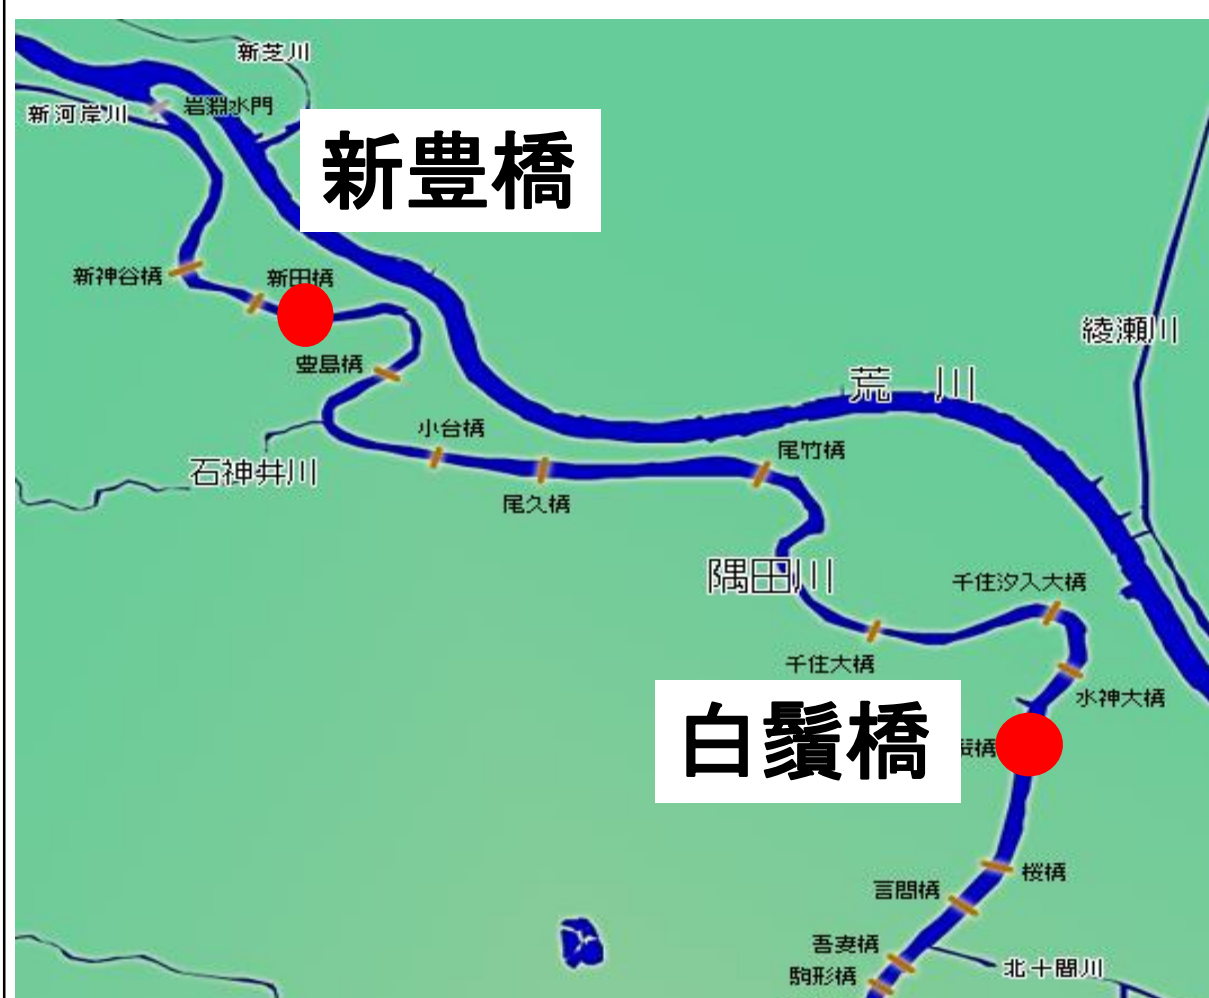 新芝川
新河岸川
岩淵水門
新豊橋
新神谷橋
新田橋
綾瀬川
豊島橋
荒川
小台橋
尾竹橋
石神井川
尾久橋
隅田川
千住汐入大橋
千住大橋
水神大橋
白鬚橋
橋
桜橋
言問橋
吾妻橋
北十間川
駒形橋